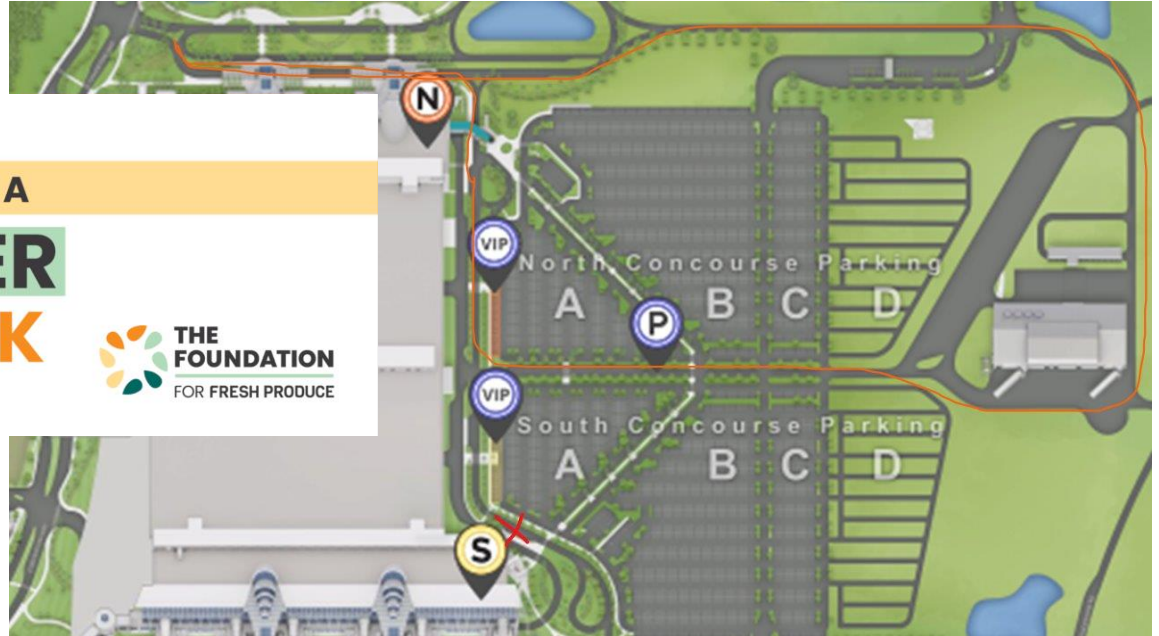 N
A
ER
K
THE
FOUNDATION
FOR FRESH PRODUCE
VIP
North Concourse Parking
A B C D
P
VIP
South Concourse Parking
A B C D
S